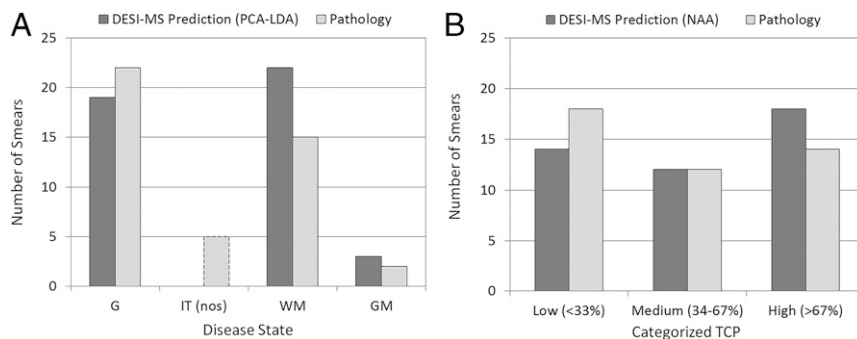 A
DESI-MS Prediction (PCA-LDA) Pathology
25
20
15
10
5
0
Number of Smears
G IT (nos) WM GM
Disease State
B
DESI-MS Prediction (NAA) Pathology
25
20
15
10
5
0
Number of Smears
Low (<33%) Medium (34-67%) High (>67%)
Categorized TCP